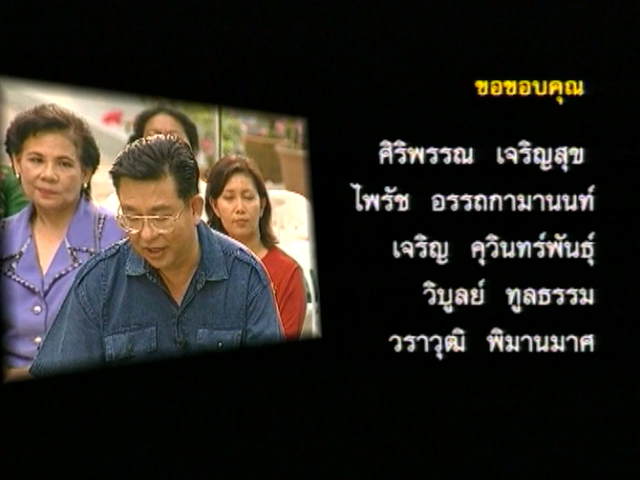 ขอขอบคุณ
ศิริพรรณ เจริญสุข
ไพรัช อรรถกามานนท์
เจริญ คุวินทร์พันธุ์
วิบูลย์ ทูลธรรม
วราวุฒิ พิมานมาศ